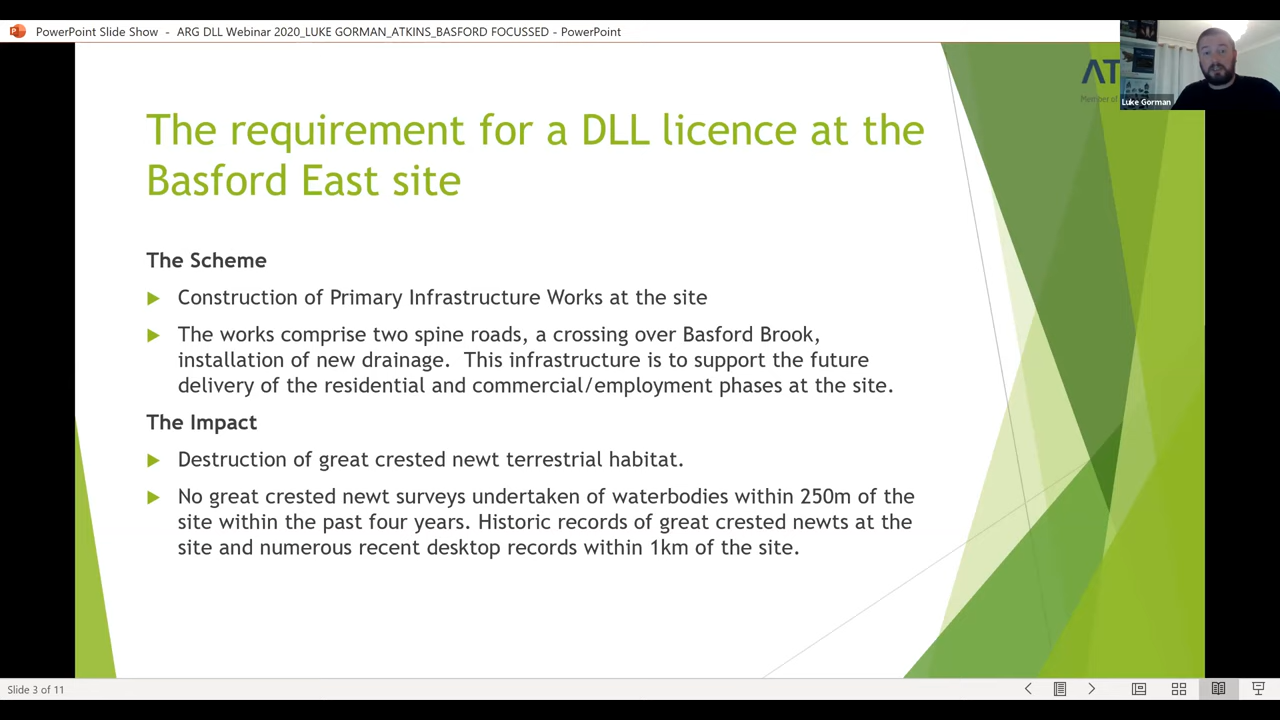 PowerPoint Slide Show - ARG DLL Webinar 2020_LUKE GORMAN_ATKINS_BASFORD FOCUSSED - PowerPoint
AT
Member of
Luke Gorman
The requirement for a DLL licence at the
Basford East site
The Scheme
Construction of Primary Infrastructure Works at the site
The works comprise two spine roads, a crossing over Basford Brook,
installation of new drainage. This infrastructure is to support the future
delivery of the residential and commercial/employment phases at the site.
The Impact
Destruction of great crested newt terrestrial habitat.
No great crested newt surveys undertaken of waterbodies within 250m of the
site within the past four years. Historic records of great crested newts at the
site and numerous recent desktop records within 1km of the site.
Slide 3 of 11